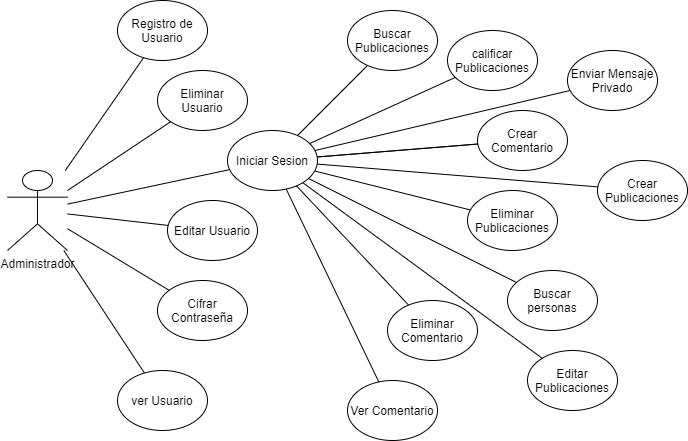 Registro de
Usuario
Buscar
Publicaciones
calificar
Publicaciones
Enviar Mensaje
Privado
Eliminar
Usuario
Crear
Comentario
Iniciar Sesion
Crear
Publicaciones
Eliminar
Publicaciones
Editar Usuario
Administrador
Cifrar
Contraseña
Buscar
personas
Eliminar
Comentario
Editar
Publicaciones
ver Usuario
Ver Comentario